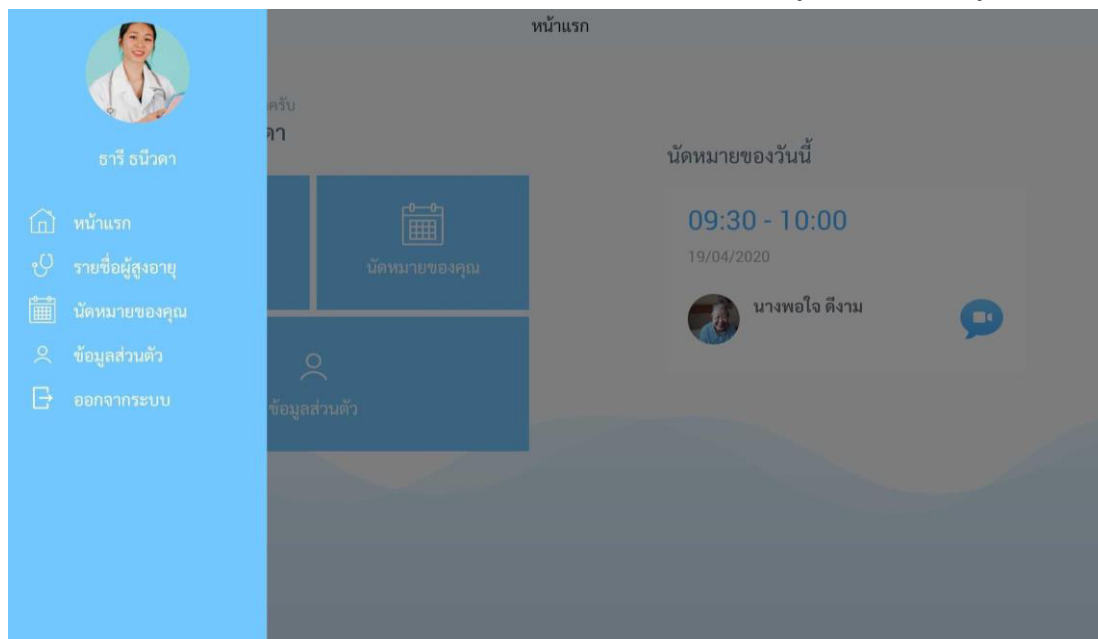 หน้าแรก
ธารี ธนีวดา
หน้าแรก
รายชื่อผู้สูงอายุ
นัดหมายของคุณ
ข้อมูลส่วนตัว
ออกจากระบบ
นัดหมายของคุณ
ข้อมูลส่วนตัว
นัดหมายของวันนี้
09:30 - 10:00
19/04/2020
นางพอใจ ดีงาม